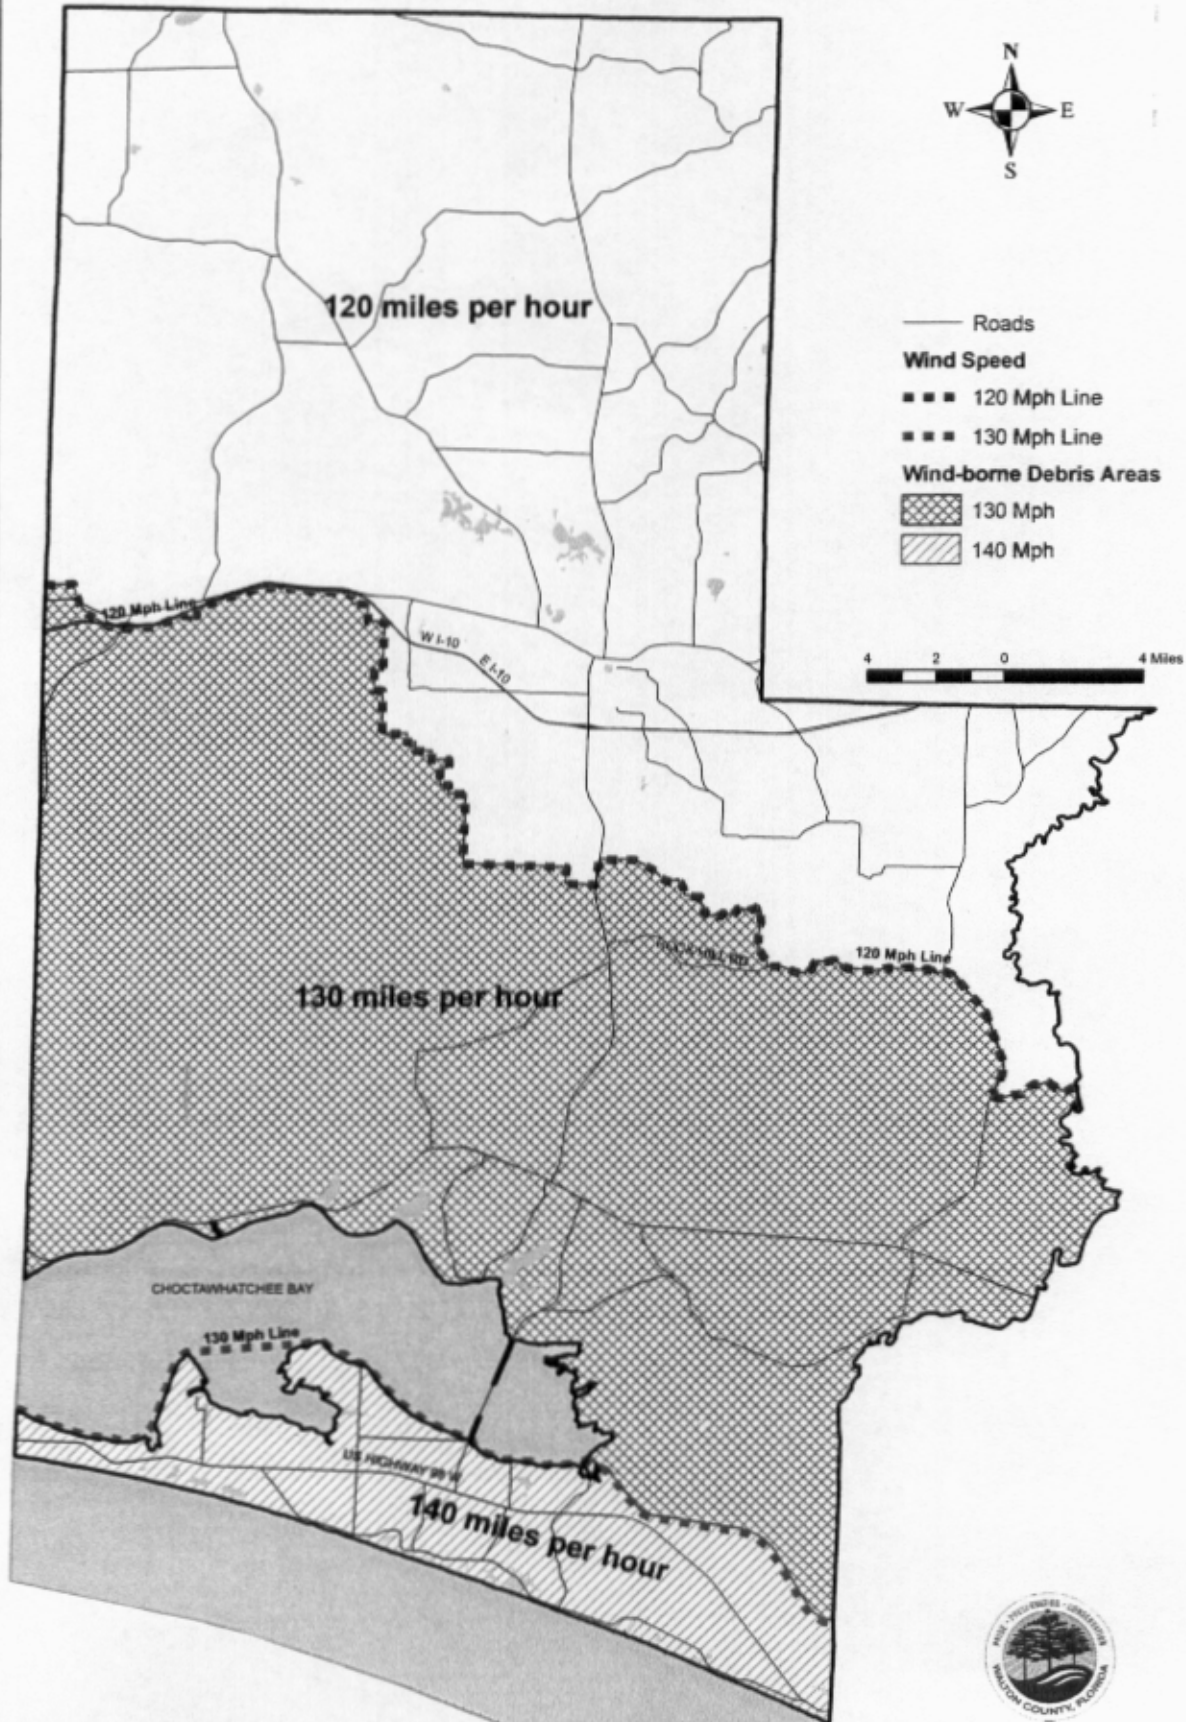 N
W E
S
120 miles per hour
Roads
Wind Speed
120 Mph Line
130 Mph Line
Wind-borne Debris Areas
130 Mph
140 Mph
120 Mph Line
W I-10
E I-10
4 2 0 4 Miles
120 Mph Line
130 miles per hour
CHOCTAWHATCHEE BAY
130 Mph Line
US HIGHWAY 98 W
140 miles per hour
WALTON COUNTY, FLORIDA